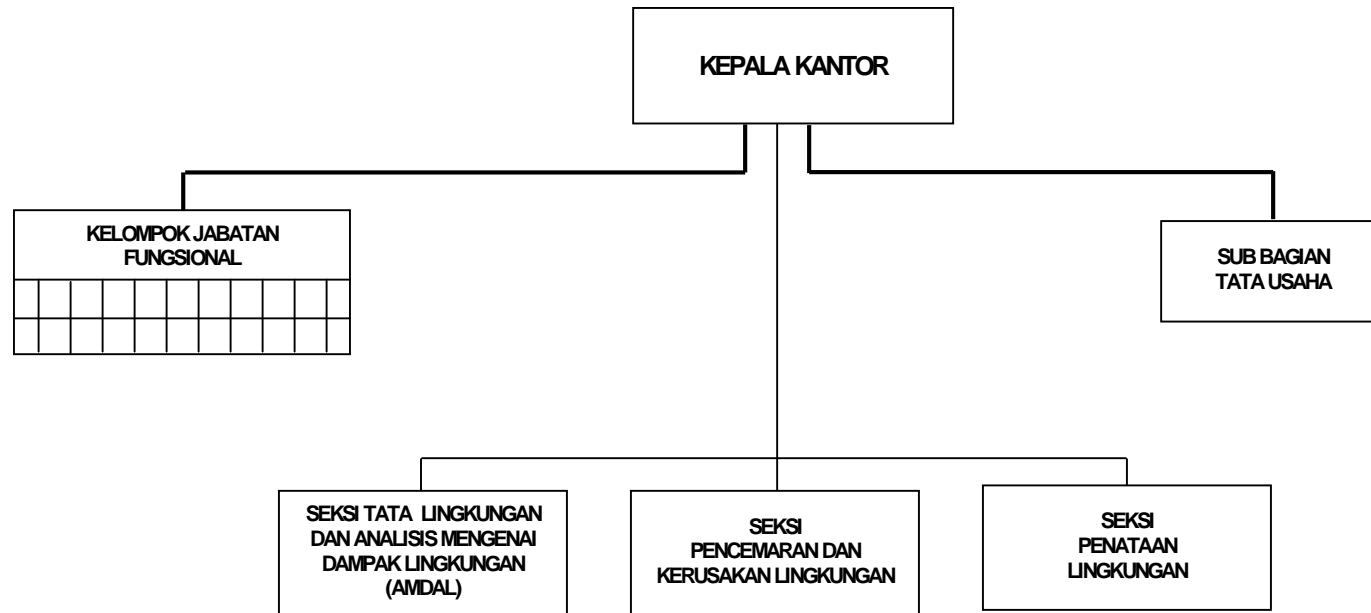 KEPALA KANTOR
KELOMPOK JABATAN
FUNGSIONAL
SUB BAGIAN
TATA USAHA
SEKSI TATA LINGKUNGAN
DAN ANALISIS MENGENAI
DAMPAK LINGKUNGAN
(AMDAL)
SEKSI
PENCEMARAN DAN
KERUSAKAN LINGKUNGAN
SEKSI
PENATAAN
LINGKUNGAN